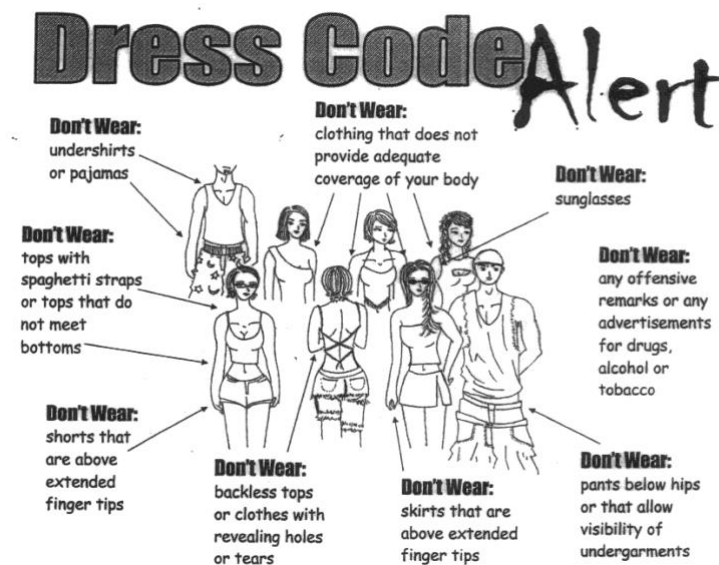 Dress Code Alert
Don't Wear:
undershirts
or pajamas
Don't Wear:
clothing that does not
provide adequate
coverage of your body
Don't Wear:
sunglasses
Don't Wear:
tops with
spaghetti straps
or tops that do
not meet
bottoms
Don't Wear:
any offensive
remarks or any
advertisements
for drugs,
alcohol or
tobacco
Don't Wear:
shorts that
are above
extended
finger tips
Don't Wear:
backless tops
or clothes with
revealing holes
or tears
Don't Wear:
skirts that are
above extended
finger tips
Don't Wear:
pants below hips
or that allow
visibility of
undergarments